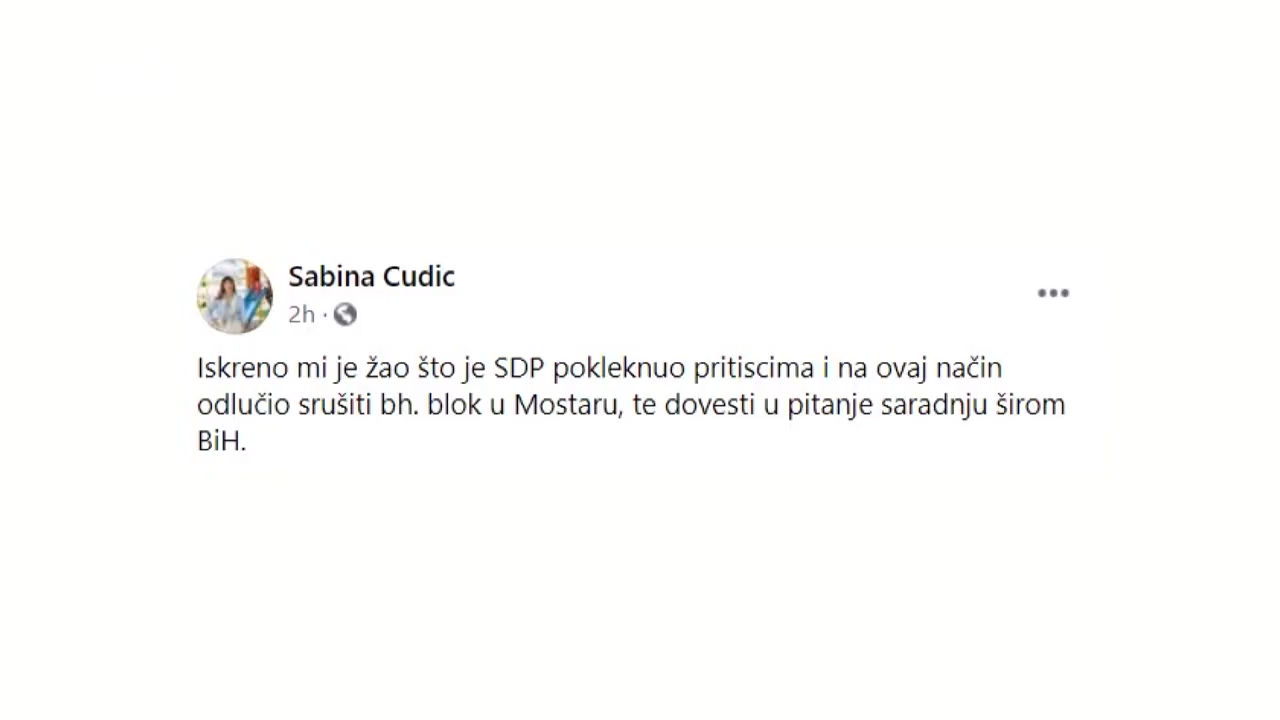 Sabina Cudic
2h ·
Iskreno mi je žao što je SDP pokleknuo pritiscima i na ovaj način
odlučio srušiti bh. blok u Mostaru, te dovesti u pitanje saradnju širom
BiH.